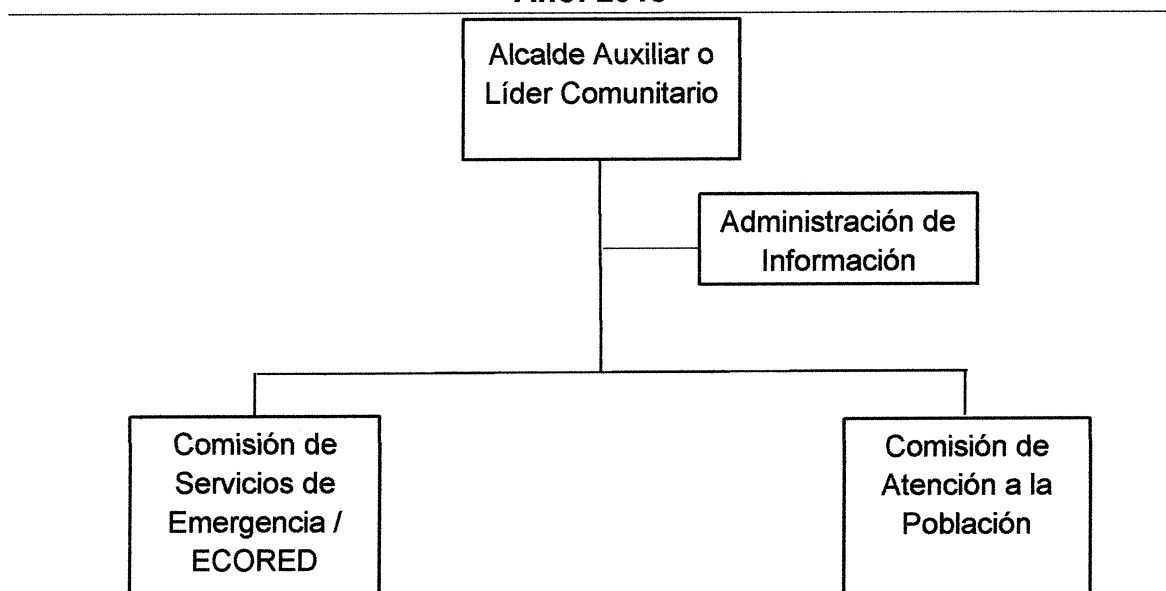 Alcalde Auxiliar o
Líder Comunitario
Administración de
Información
Comisión de
Servicios de
Emergencia /
ECORED
Comisión de
Atención a la
Población